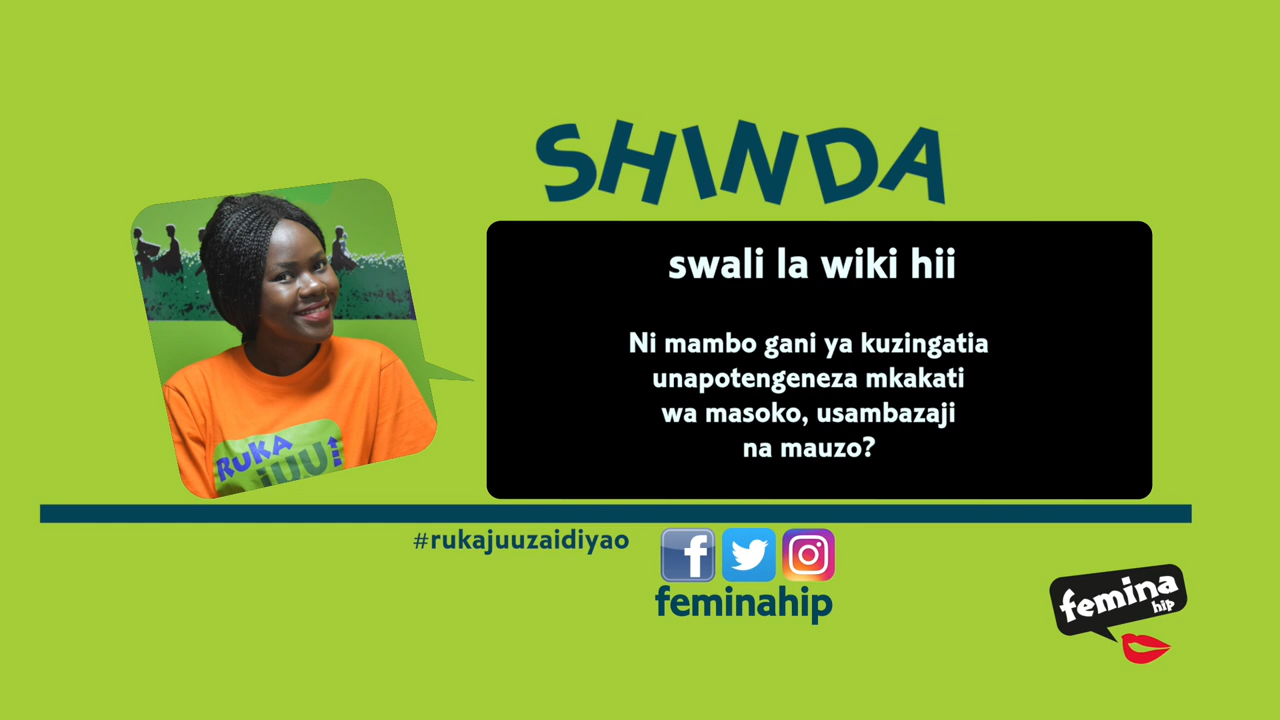 SHINDA
swali la wiki hii
Ni mambo gani ya kuzingatia
unapotengeneza mkakati
wa masoko, usambazaji
na mauzo?
RUKA
JUU
#rukajuuzaidiyao
f
feminahip
femina
hip